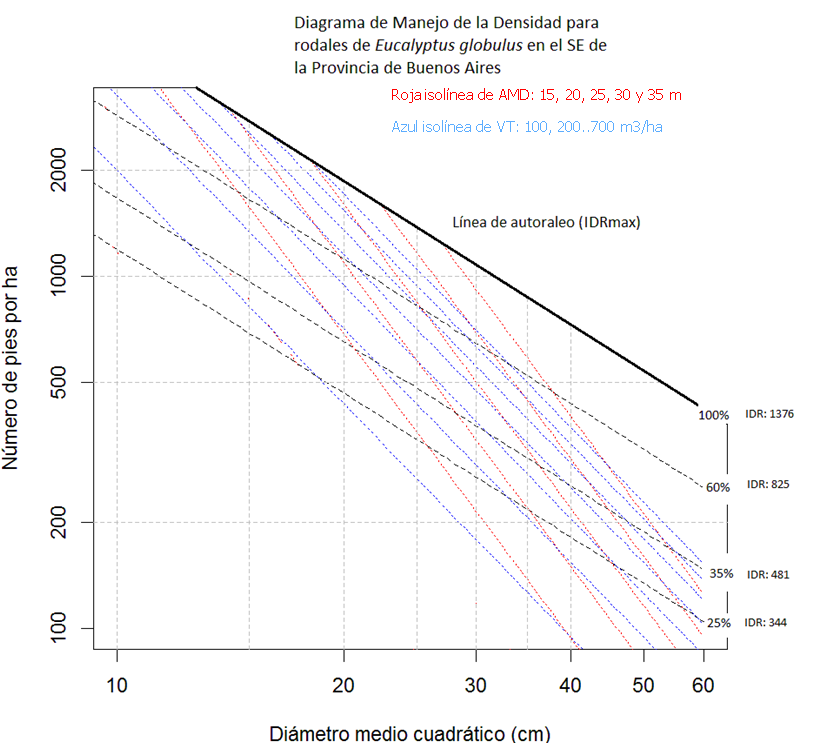 Diagrama de Manejo de la Densidad para
rodales de Eucalyptus globulus en el SE de
la Provincia de Buenos Aires
Roja isolínea de AMD: 15, 20, 25, 30 y 35 m
Azul isolínea de VT: 100, 200..700 m3/ha
Línea de autoraleo (IDRmax)
Número de pies por ha
2000
1000
500
200
100
100% IDR: 1376
60% IDR: 825
35% IDR: 481
25% IDR: 344
10 20 30 40 50 60
Diámetro medio cuadrático (cm)